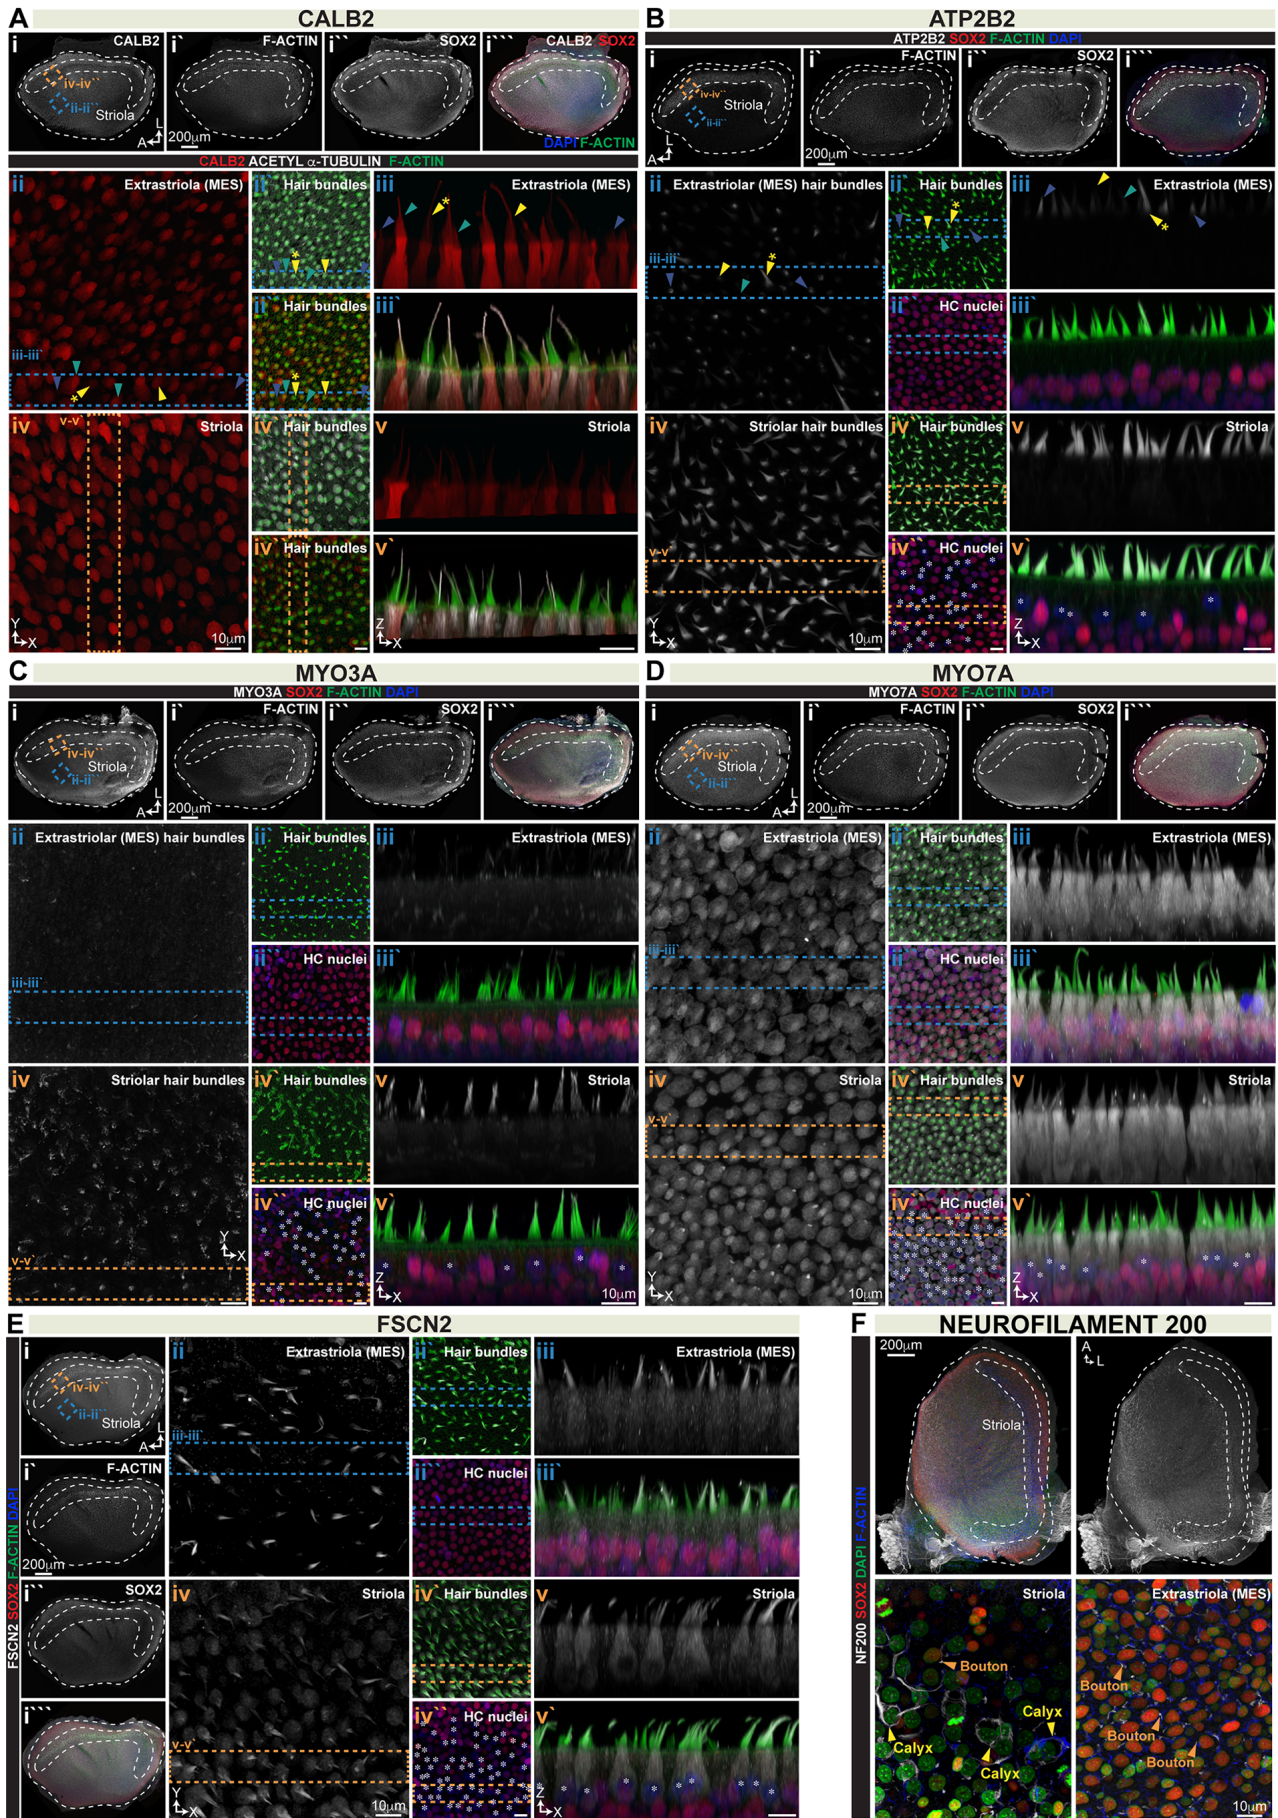 A CALB2
i CALB2
iv-iv``
ii-ii``
Striola
L
A
i` F-ACTIN
200µm
i`` SOX2
i``` CALB2 SOX2
DAPI F-ACTIN
CALB2 ACETYL α-TUBULIN F-ACTIN
ii Extrastriola (MES)
iii-iii`
*
ii` Hair bundles
*
ii`` Hair bundles
*
iii Extrastriola (MES)
*
iii`
iv Striola
v-v`
Y
X
10µm
iv` Hair bundles
iv`` Hair bundles
v Striola
v`
Z
X
B ATP2B2
ATP2B2 SOX2 F-ACTIN DAPI
i
iv-iv``
ii-ii``
Striola
L
A
i` F-ACTIN
200µm
i`` SOX2
i```
ii Extrastriolar (MES) hair bundles
iii-iii`
*
ii` Hair bundles
*
ii`` HC nuclei
iii Extrastriola (MES)
*
iii`
iv Striolar hair bundles
v-v`
Y
X
10µm
iv` Hair bundles
iv`` HC nuclei
v Striola
v`
Z
X
C MYO3A
MYO3A SOX2 F-ACTIN DAPI
i
iv-iv``
Striola
ii-ii``
L
A
i` F-ACTIN
200µm
i`` SOX2
i```
ii Extrastriolar (MES) hair bundles
iii-iii`
ii` Hair bundles
ii`` HC nuclei
iii Extrastriola (MES)
iii`
iv Striolar hair bundles
Y
X
v-v`
iv` Hair bundles
iv`` HC nuclei
v Striola
v`
Z
X
10µm
D MYO7A
MYO7A SOX2 F-ACTIN DAPI
i
iv-iv``
Striola
ii-ii``
L
A
i` F-ACTIN
200µm
i`` SOX2
i```
ii Extrastriola (MES)
iii-iii`
ii` Hair bundles
ii`` HC nuclei
iii Extrastriola (MES)
iii`
iv Striola
v-v`
Y
X
10µm
iv` Hair bundles
iv`` HC nuclei
v Striola
v`
Z
X
E FSCN2
FSCN2 SOX2 F-ACTIN DAPI
i
iv-iv``
ii-ii``
Striola
L
A
i` F-ACTIN
200µm
i`` SOX2
i```
ii Extrastriola (MES)
iii-iii`
ii` Hair bundles
ii`` HC nuclei
iii Extrastriola (MES)
iii`
iv Striola
v-v`
Y
X
10µm
iv` Hair bundles
iv`` HC nuclei
v Striola
v`
Z
X
F NEUROFILAMENT 200
NF200 SOX2 DAPI F-ACTIN
200µm
Striola
A
L
Striola
Bouton
Calyx
Calyx
Calyx
Extrastriola (MES)
Bouton
Bouton
Bouton
10µm